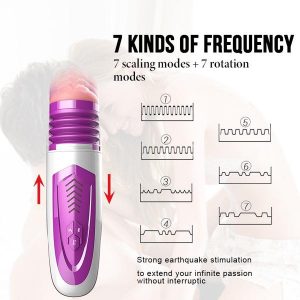 7 KINDS OF FREQUENCY
7 scaling modes + 7 rotation
modes
①
②
③
④
⑤
⑥
⑦
Strong earthquake stimulation
to extend your infinite passion
without interruptic